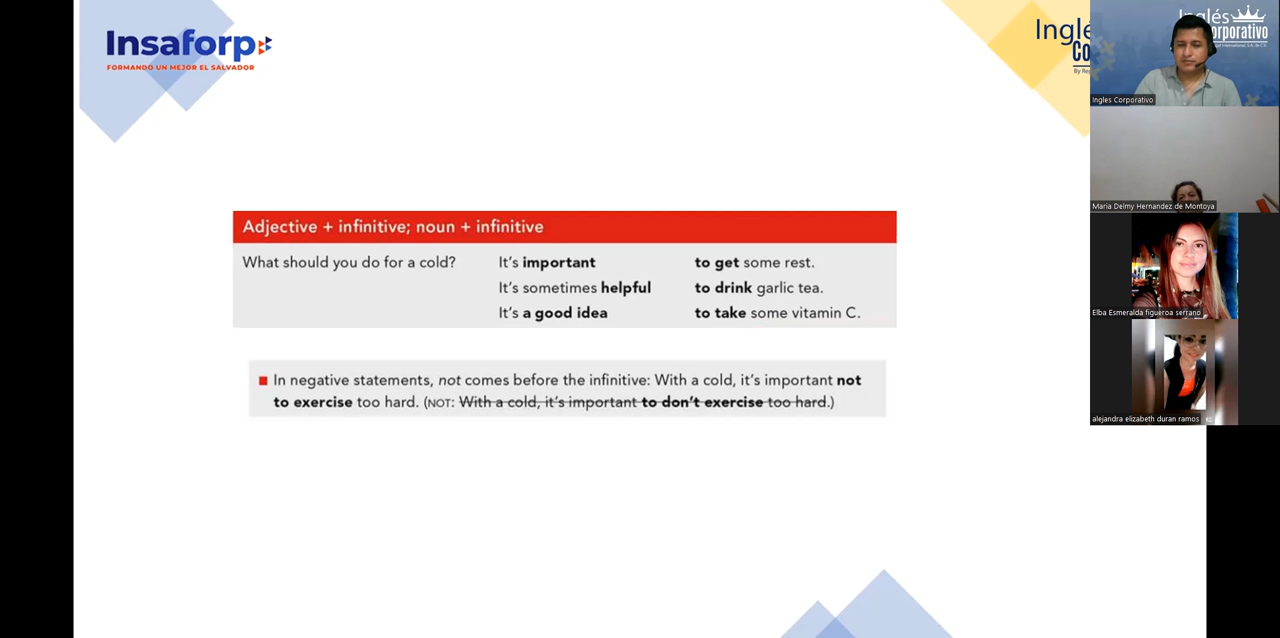 Insaforp
FORMANDO UN MEJOR EL SALVADOR
Inglés
Corporativo
Ingles Corporativo
Maria Delmy Hernandez de Montoya
Elba Esmeralda figueroa serrano
alejandra elizabeth duran ramos
Adjective + infinitive; noun + infinitive
What should you do for a cold? It's important to get some rest.
It's sometimes helpful to drink garlic tea.
It's a good idea to take some vitamin C.
In negative statements, not comes before the infinitive: With a cold, it's important not
to exercise too hard. (NOT: With a cold, it's important to don't exercise too hard.)